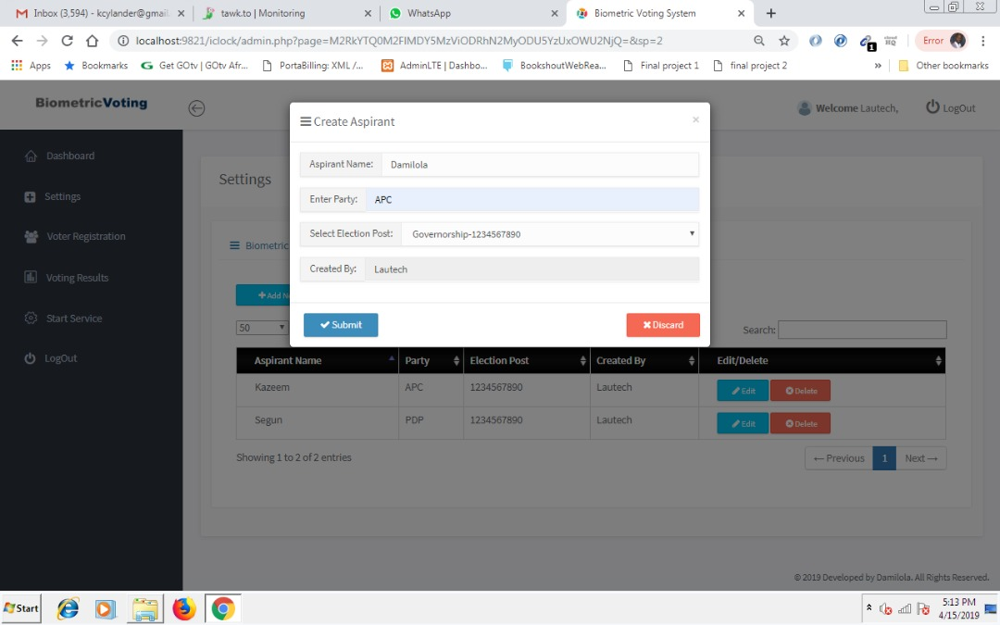 Inbox (3,594) - kcylander@gmail
tawk.to | Monitoring
WhatsApp
Biometric Voting System
localhost:9821/iclock/admin.php?page=M2RkYTQ0M2FlMDY5MzViODRhN2MyODU5YzUxOWU2NjQ=&sp=2
Error
Apps
Bookmarks
Get GOtv | GOtv Afr...
PortaBilling: XML /...
AdminLTE | Dashbo...
BookshoutWebRea...
Final project 1
final project 2
»
Other bookmarks
BiometricVoting
Welcome Lautech,
LogOut
Dashboard
Settings
Voter Registration
Voting Results
Start Service
LogOut
Settings
Biometric
Create Aspirant
×
Aspirant Name: Damilola
Enter Party: APC
Select Election Post: Governorship-1234567890
Created By: Lautech
Submit
Discard
Add N
50
Search:
Aspirant Name Party Election Post Created By Edit/Delete
Kazeem APC 1234567890 Lautech Edit Delete
Segun PDP 1234567890 Lautech Edit Delete
Showing 1 to 2 of 2 entries
← Previous 1 Next →
© 2019 Developed by Damilola. All Rights Reserved.
Start
5:13 PM
4/15/2019